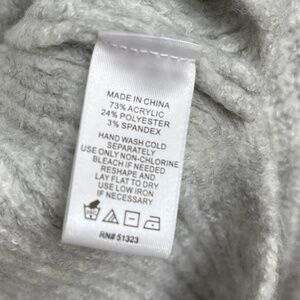 MADE IN CHINA
73% ACRYLIC
24% POLYESTER
3% SPANDEX
HAND WASH COLD
SEPARATELY
USE ONLY NON-CHLORINE
BLEACH IF NEEDED
RESHAPE AND
LAY FLAT TO DRY
USE LOW IRON
IF NECESSARY
RN# 51323